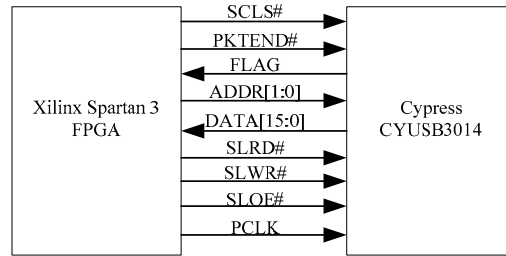 SCLS#
PKTEND#
FLAG
ADDR[1:0]
Xilinx Spartan 3
FPGA
Cypress
CYUSB3014
DATA[15:0]
SLRD#
SLWR#
SLOE#
PCLK